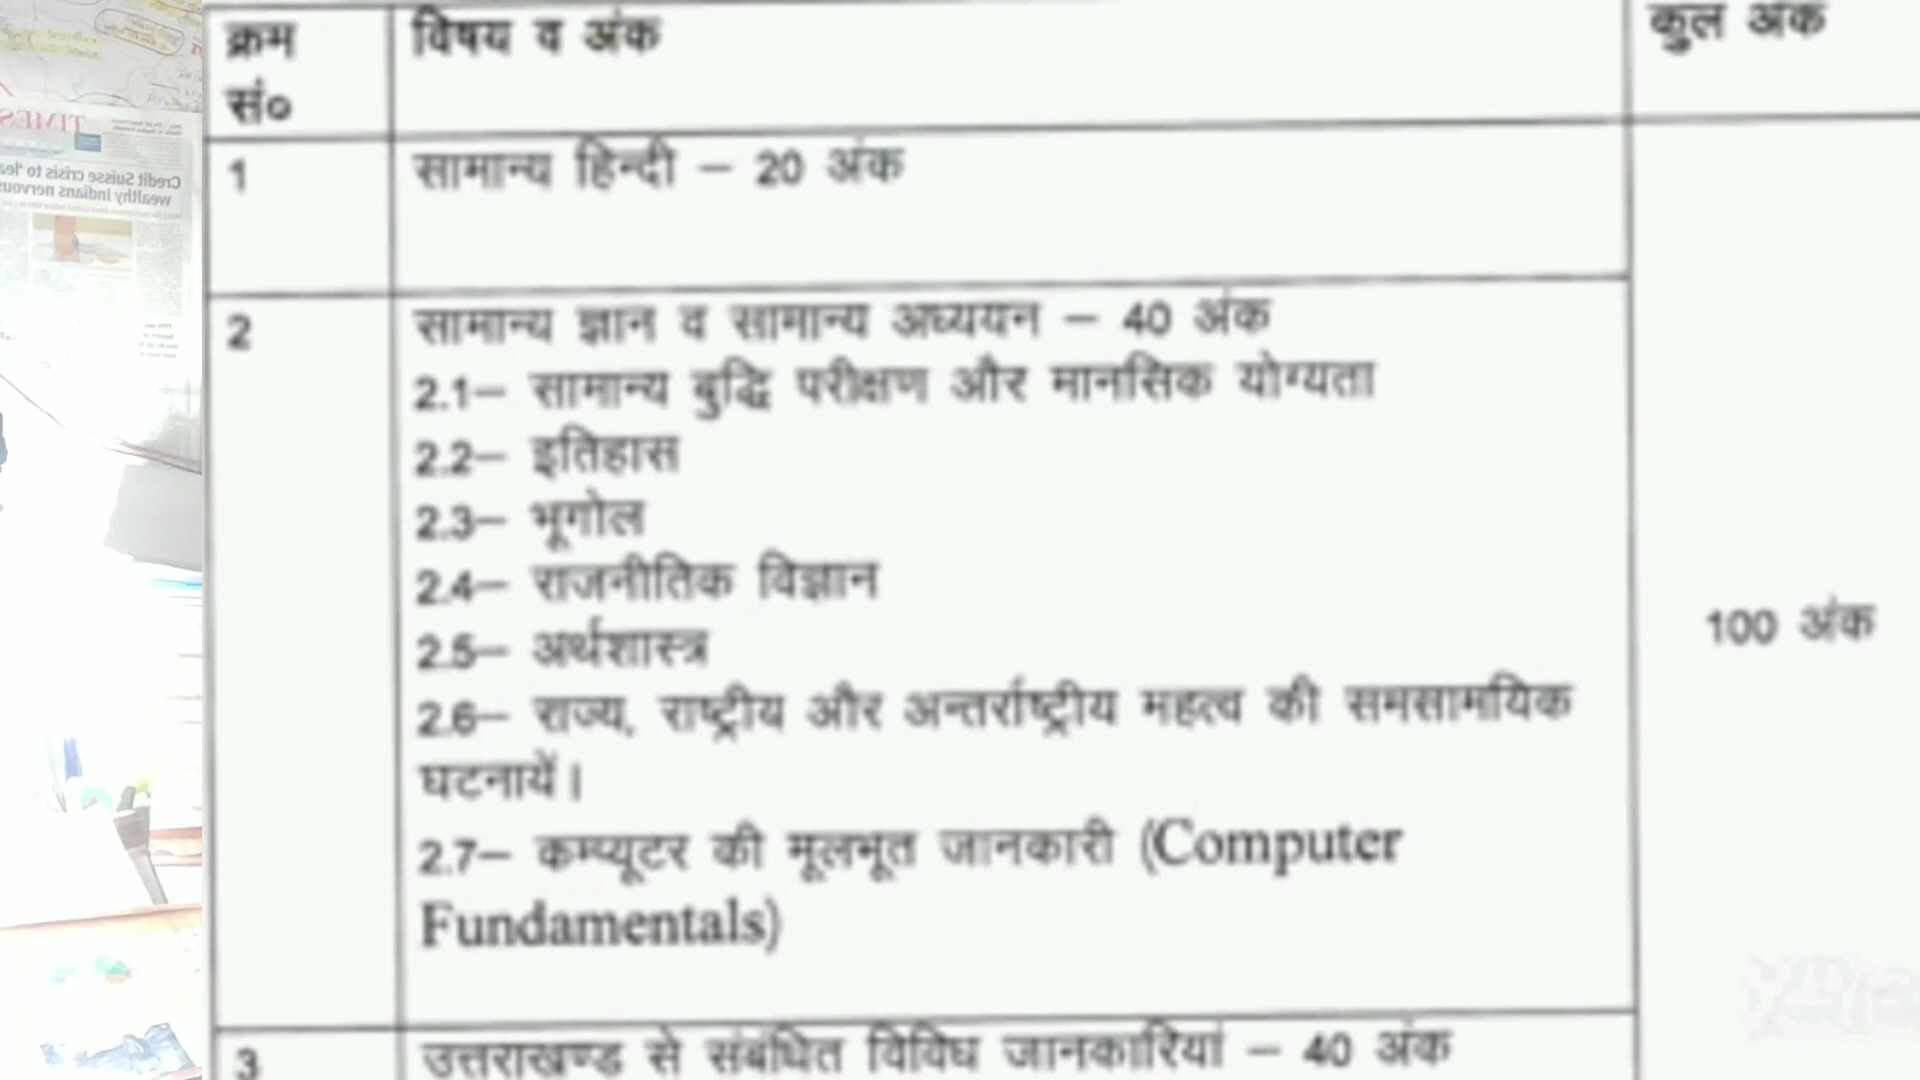 क्रम
सं०
विषय व अंक
कुल अंक
1
सामान्य हिन्दी – 20 अंक
2
सामान्य ज्ञान व सामान्य अध्ययन – 40 अंक
2.1– सामान्य बुद्धि परीक्षण और मानसिक योग्यता
2.2– इतिहास
2.3– भूगोल
2.4– राजनीतिक विज्ञान
2.5– अर्थशास्त्र
2.6– राज्य, राष्ट्रीय और अन्तर्राष्ट्रीय महत्व की समसामयिक
घटनायें।
2.7– कम्प्यूटर की मूलभूत जानकारी (Computer
Fundamentals)
100 अंक
3
उत्तराखण्ड से संबंधित विविध जानकारियां – 40 अंक
TIMES
Credit Suisse crisis to
wealthy Indians nervous